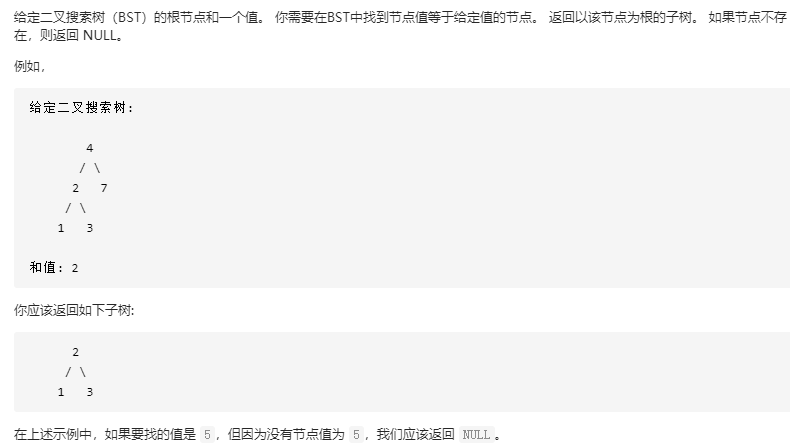 给定二叉搜索树（BST）的根节点和一个值。 你需要在BST中找到节点值等于给定值的节点。 返回以该节点为根的子树。 如果节点不存
在，则返回 NULL。
例如，
给定二叉搜索树:
4
/ \
2   7
/ \
1   3
和值: 2
你应该返回如下子树:
2
/ \
1   3
在上述示例中，如果要找的值是 5，但因为没有节点值为 5，我们应该返回 NULL。